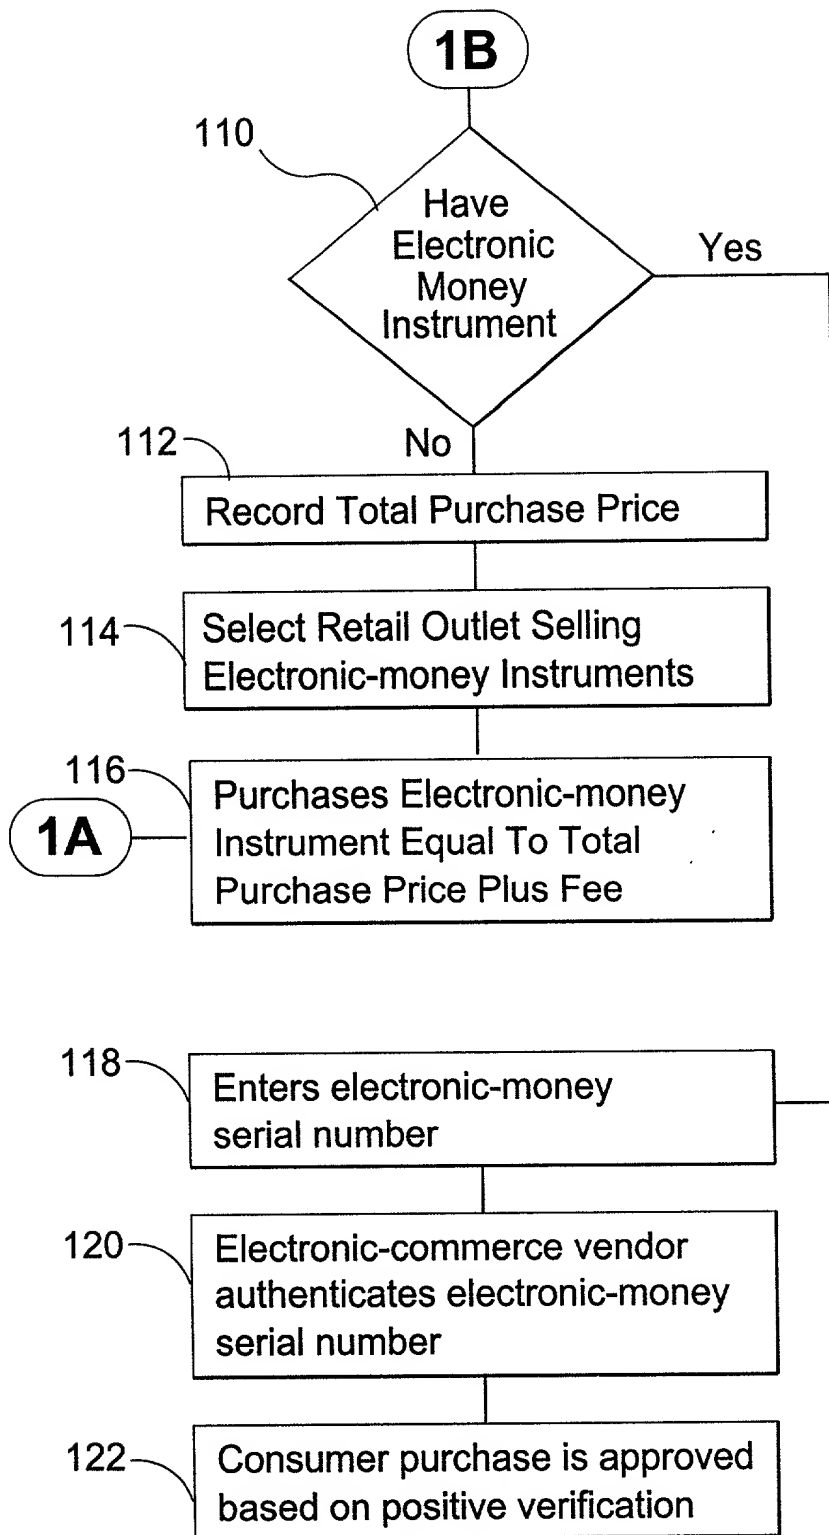 1B
110
Have
Electronic
Money
Instrument
Yes
No
112
Record Total Purchase Price
114
Select Retail Outlet Selling
Electronic-money Instruments
116
Purchases Electronic-money
Instrument Equal To Total
Purchase Price Plus Fee
1A
118
Enters electronic-money
serial number
120
Electronic-commerce vendor
authenticates electronic-money
serial number
122
Consumer purchase is approved
based on positive verification